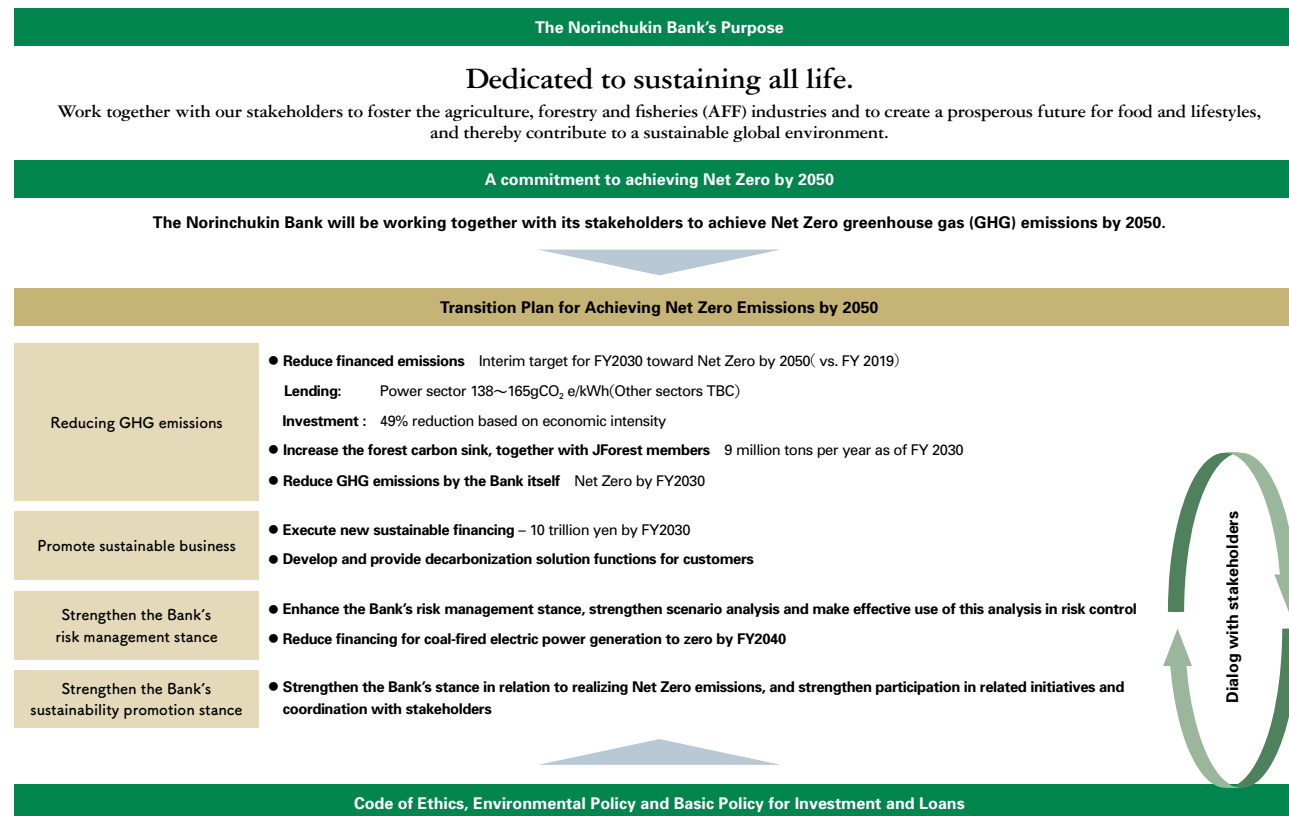 The Norinchukin Bank's Purpose
Dedicated to sustaining all life.
Work together with our stakeholders to foster the agriculture, forestry and fisheries (AFF) industries and to create a prosperous future for food and lifestyles,
and thereby contribute to a sustainable global environment.
A commitment to achieving Net Zero by 2050
The Norinchukin Bank will be working together with its stakeholders to achieve Net Zero greenhouse gas (GHG) emissions by 2050.
Transition Plan for Achieving Net Zero Emissions by 2050
Reducing GHG emissions
● Reduce financed emissions Interim target for FY2030 toward Net Zero by 2050( vs. FY 2019)
Lending: Power sector 138～165gCO₂ e/kWh(Other sectors TBC)
Investment : 49% reduction based on economic intensity
● Increase the forest carbon sink, together with JForest members 9 million tons per year as of FY 2030
● Reduce GHG emissions by the Bank itself Net Zero by FY2030
Promote sustainable business
● Execute new sustainable financing – 10 trillion yen by FY2030
● Develop and provide decarbonization solution functions for customers
Strengthen the Bank's
risk management stance
● Enhance the Bank's risk management stance, strengthen scenario analysis and make effective use of this analysis in risk control
● Reduce financing for coal-fired electric power generation to zero by FY2040
Strengthen the Bank's
sustainability promotion stance
● Strengthen the Bank's stance in relation to realizing Net Zero emissions, and strengthen participation in related initiatives and
coordination with stakeholders
Dialog with stakeholders
Code of Ethics, Environmental Policy and Basic Policy for Investment and Loans